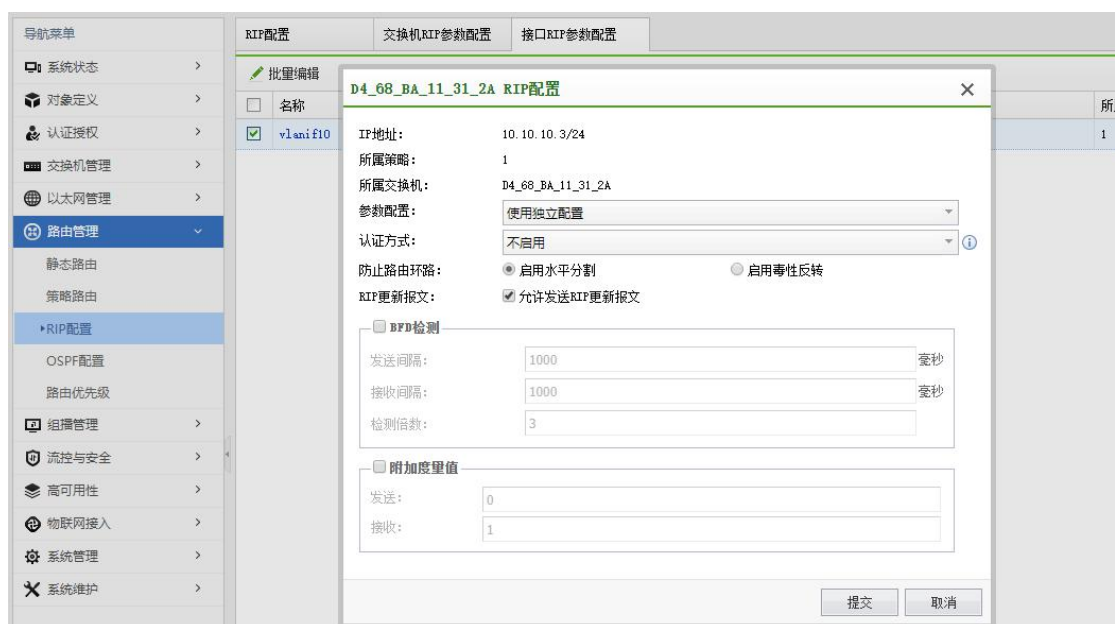 导航菜单
系统状态
对象定义
认证授权
交换机管理
以太网管理
路由管理
静态路由
策略路由
RIP配置
OSPF配置
路由优先级
组播管理
流控与安全
高可用性
物联网接入
系统管理
系统维护
RIP配置 交换机RIP参数配置 接口RIP参数配置
批量编辑
名称 所
vlanif10 1
D4_68_BA_11_31_2A RIP配置
IP地址: 10.10.10.3/24
所属策略: 1
所属交换机: D4_68_BA_11_31_2A
参数配置: 使用独立配置
认证方式: 不启用
防止路由环路: 启用水平分割 启用毒性反转
RIP更新报文: 允许发送RIP更新报文
BFD检测
发送间隔: 1000 毫秒
接收间隔: 1000 毫秒
检测倍数: 3
附加度量值
发送: 0
接收: 1
提交 取消